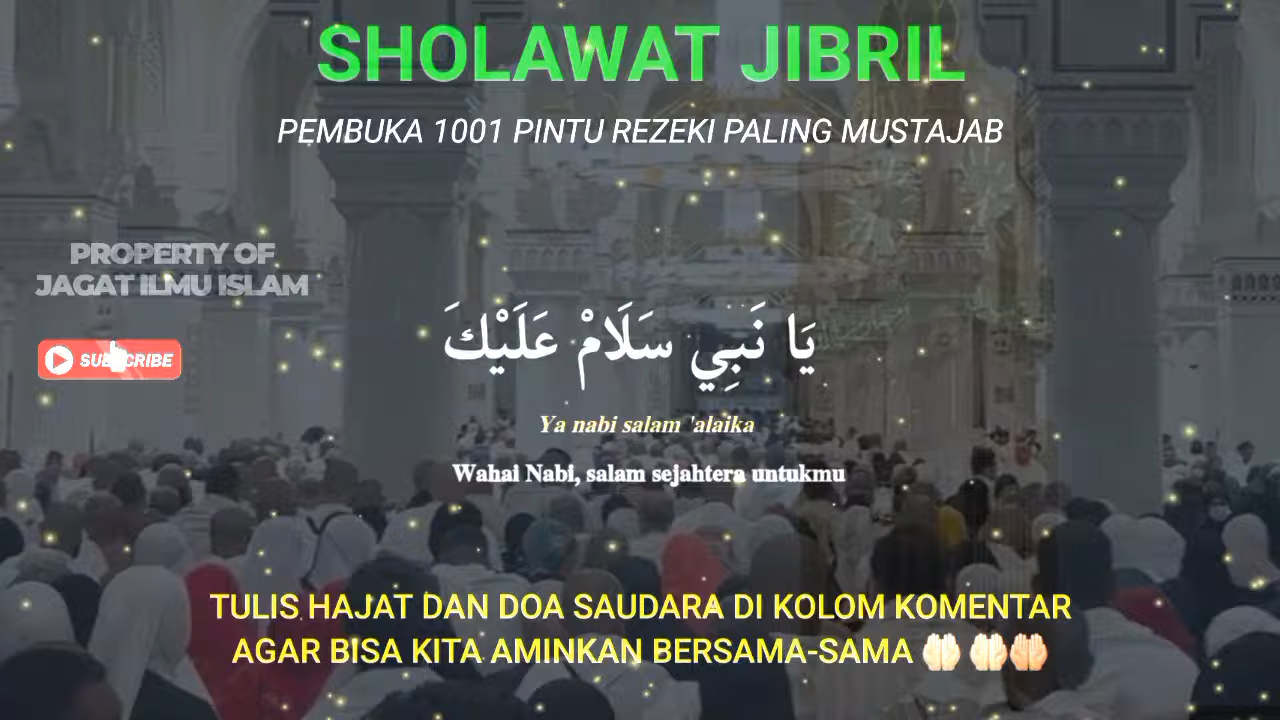 SHOLAWAT JIBRIL
PEMBUKA 1001 PINTU REZEKI PALING MUSTAJAB
PROPERTY OF
JAGAT ILMU ISLAM
SUBSCRIBE
يَا نَبِي سَلَامْ عَلَيْكَ
Ya nabi salam 'alaika
Wahai Nabi, salam sejahtera untukmu
TULIS HAJAT DAN DOA SAUDARA DI KOLOM KOMENTAR
AGAR BISA KITA AMINKAN BERSAMA-SAMA 🤲🏻 🤲🏻🤲🏻